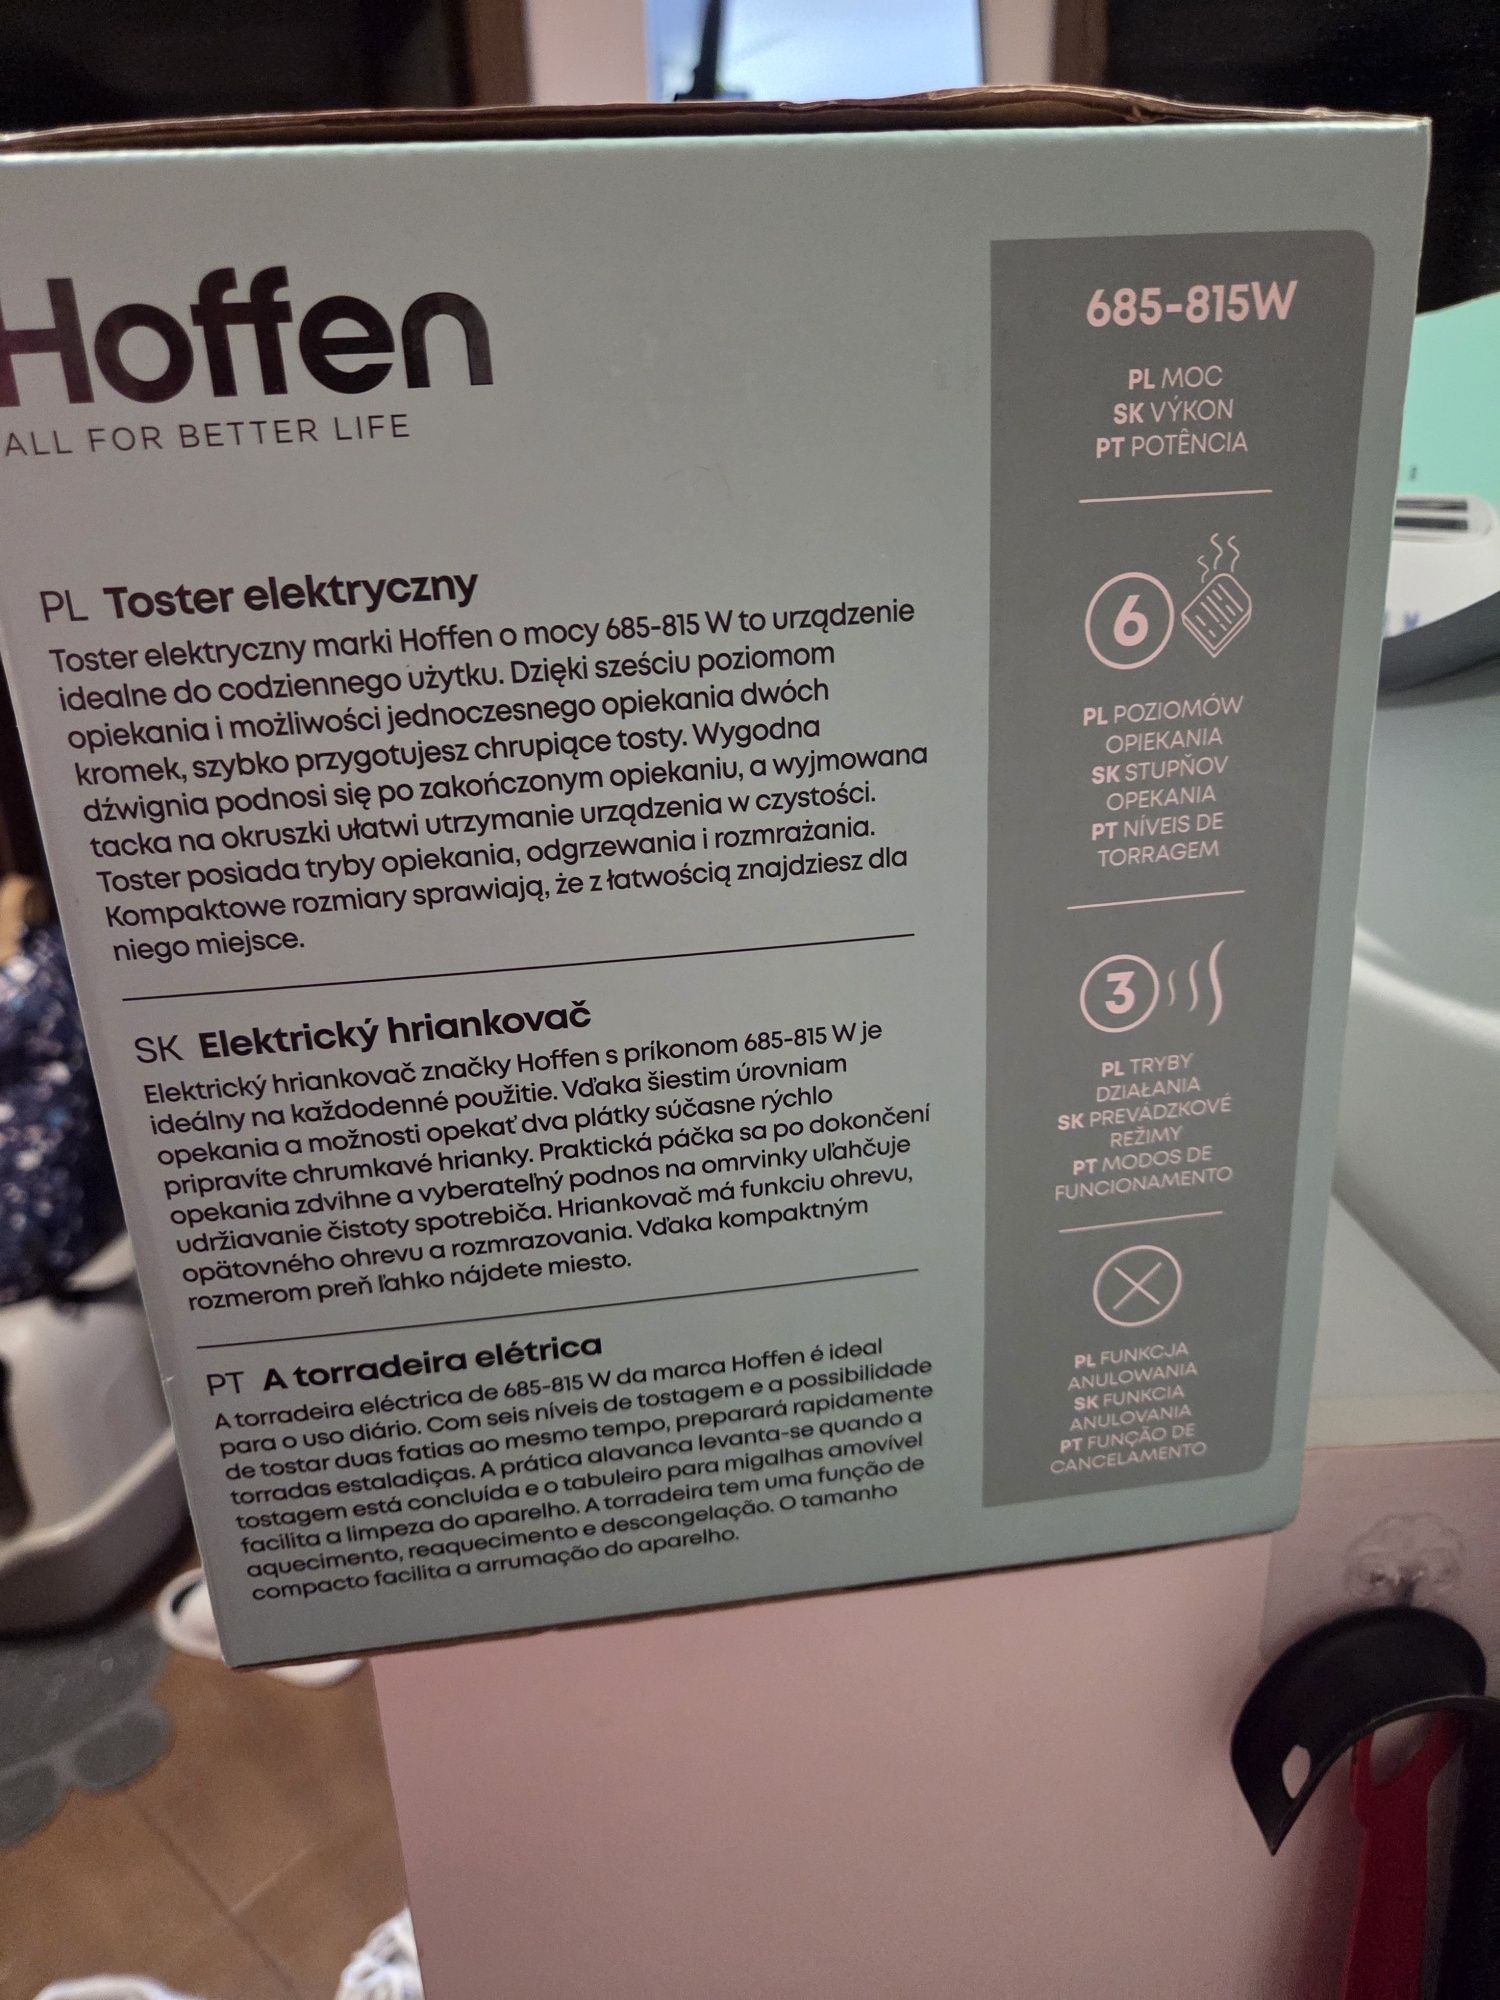 Hoffen
ALL FOR BETTER LIFE
PL Toster elektryczny
Toster elektryczny marki Hoffen o mocy 685-815 W to urządzenie
idealne do codziennego użytku. Dzięki sześciu poziomom
opiekania i możliwości jednoczesnego opiekania dwóch
kromek, szybko przygotujesz chrupiące tosty. Wygodna
dźwignia podnosi się po zakończonym opiekaniu, a wyjmowana
tacka na okruszki ułatwi utrzymanie urządzenia w czystości.
Toster posiada tryby opiekania, odgrzewania i rozmrażania.
Kompaktowe rozmiary sprawiają, że z łatwością znajdziesz dla
niego miejsce.
SK Elektrický hriankovač
Elektrický hriankovač značky Hoffen s príkonom 685-815 W je
ideálny na každodenné použitie. Vďaka šiestim úrovniam
opekania a možnosti opekať dva plátky súčasne rýchlo
pripravíte chrumkavé hrianky. Praktická páčka sa po dokončení
opekania zdvihne a vyberateľný podnos na omrvinky uľahčuje
udržiavanie čistoty spotrebiča. Hriankovač má funkciu ohrevu,
opätovného ohrevu a rozmrazovania. Vďaka kompaktným
rozmerom preň ľahko nájdete miesto.
PT A torradeira elétrica
A torradeira eléctrica de 685-815 W da marca Hoffen é ideal
para o uso diário. Com seis níveis de tostagem e a possibilidade
de tostar duas fatias ao mesmo tempo, preparará rapidamente
torradas estaladiças. A prática alavanca levanta-se quando a
tostagem está concluída e o tabuleiro para migalhas amovível
facilita a limpeza do aparelho. A torradeira tem uma função de
aquecimento, reaquecimento e descongelação. O tamanho
compacto facilita a arrumação do aparelho.
685-815W
PL MOC
SK VÝKON
PT POTÊNCIA
6
PL POZIOMÓW
OPIEKANIA
SK STUPŇOV
OPEKANIA
PT NÍVEIS DE
TORRAGEM
3
PL TRYBY
DZIAŁANIA
SK PREVÁDZKOVÉ
REŽIMY
PT MODOS DE
FUNCIONAMENTO
PL FUNKCJA
ANULOWANIA
SK FUNKCIA
ANULOVANIA
PT FUNÇÃO DE
CANCELAMENTO